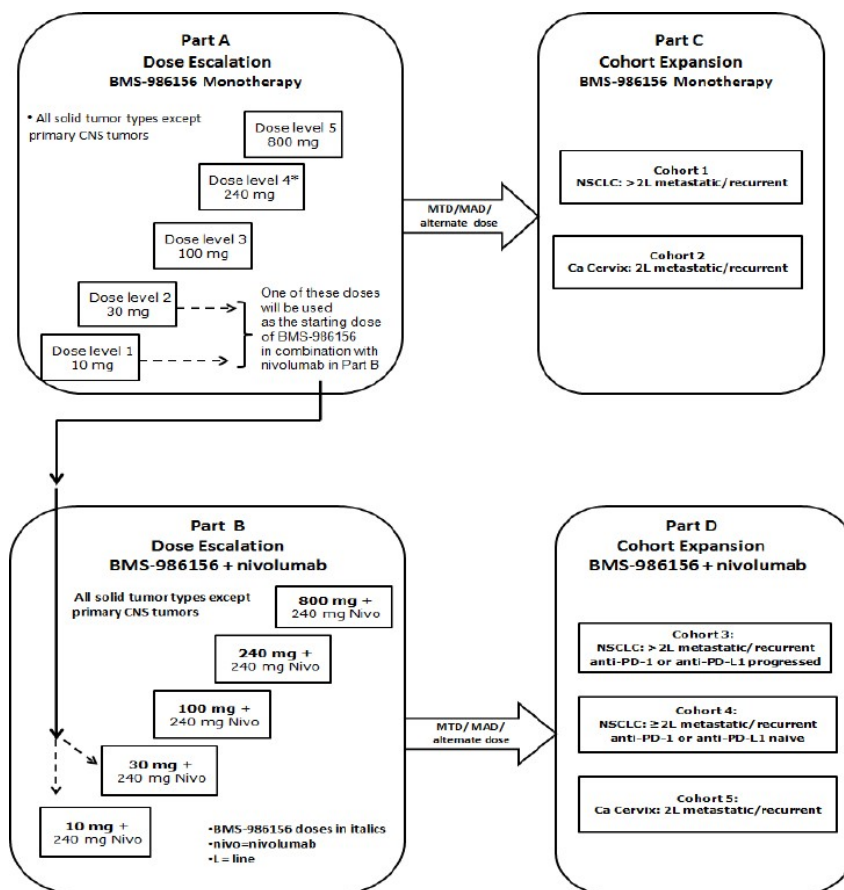 Part A
Dose Escalation
BMS-986156 Monotherapy
• All solid tumor types except
primary CNS tumors
Dose level 5
800 mg
Dose level 4*
240 mg
Dose level 3
100 mg
Dose level 2
30 mg
Dose level 1
10 mg
One of these doses
will be used
as the starting dose
of BMS-986156
in combination with
nivolumab in Part B
MTD/MAD/
alternate dose
Part C
Cohort Expansion
BMS-986156 Monotherapy
Cohort 1
NSCLC: >2L metastatic/recurrent
Cohort 2
Ca Cervix: 2L metastatic/recurrent
Part B
Dose Escalation
BMS-986156 + nivolumab
All solid tumor types except
primary CNS tumors
800 mg +
240 mg Nivo
240 mg +
240 mg Nivo
100 mg +
240 mg Nivo
30 mg +
240 mg Nivo
10 mg +
240 mg Nivo
•BMS-986156 doses in italics
•nivo=nivolumab
•L= line
MTD/ MAD/
alternate dose
Part D
Cohort Expansion
BMS-986156 + nivolumab
Cohort 3:
NSCLC: >2L metastatic/recurrent
anti-PD-1 or anti-PD-L1 progressed
Cohort 4:
NSCLC: ≥2L metastatic/recurrent
anti-PD-1 or anti-PD-L1 naive
Cohort 5:
Ca Cervix: 2L metastatic/recurrent